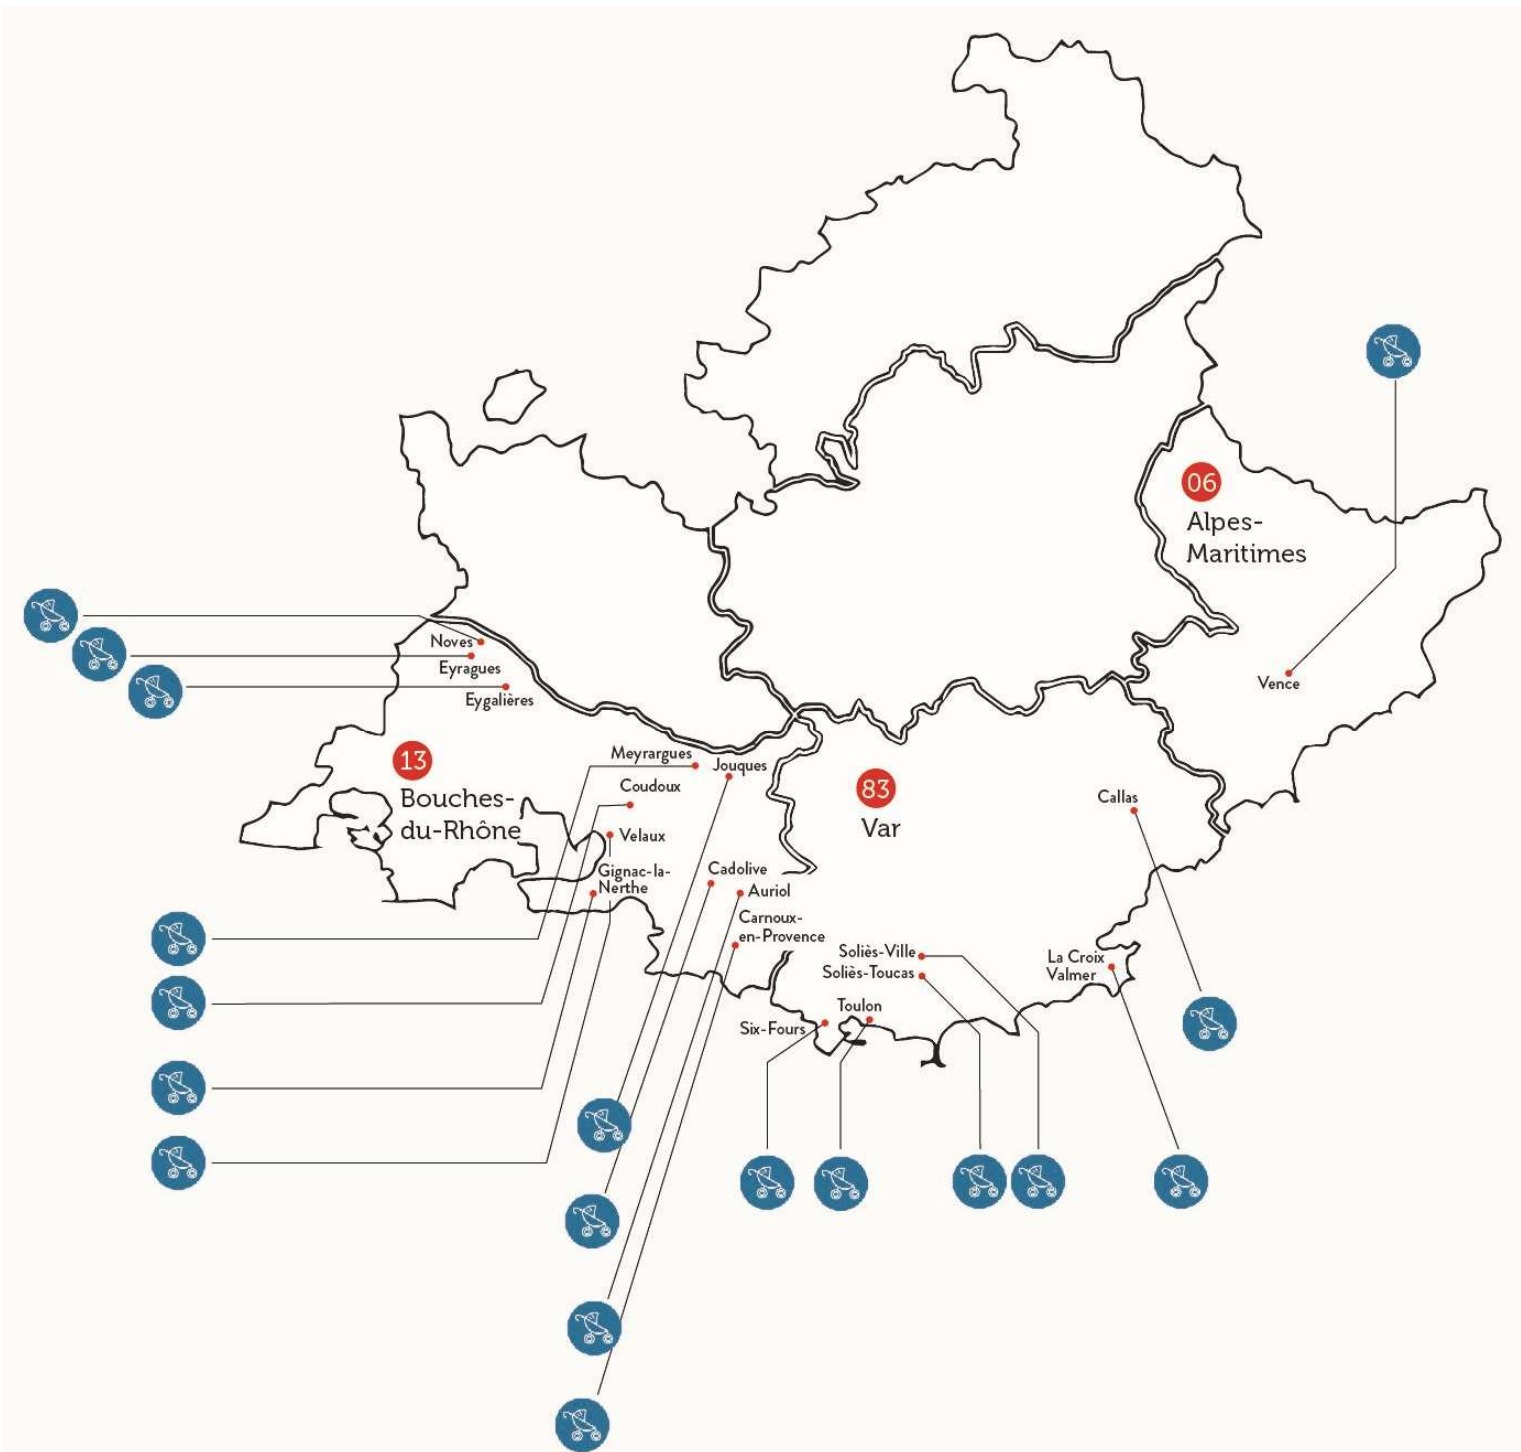 06
Alpes-
Maritimes
Noves
Eyragues
Eygalières
Vence
13
Bouches-
du-Rhône
Meyrargues
Jouques
Coudoux
Velaux
Gignac-la-
Nerthe
Cadolive
Auriol
Carnoux-
en-Provence
83
Var
Callas
Soliès-Ville
Soliès-Toucas
La Croix
Valmer
Toulon
Six-Fours